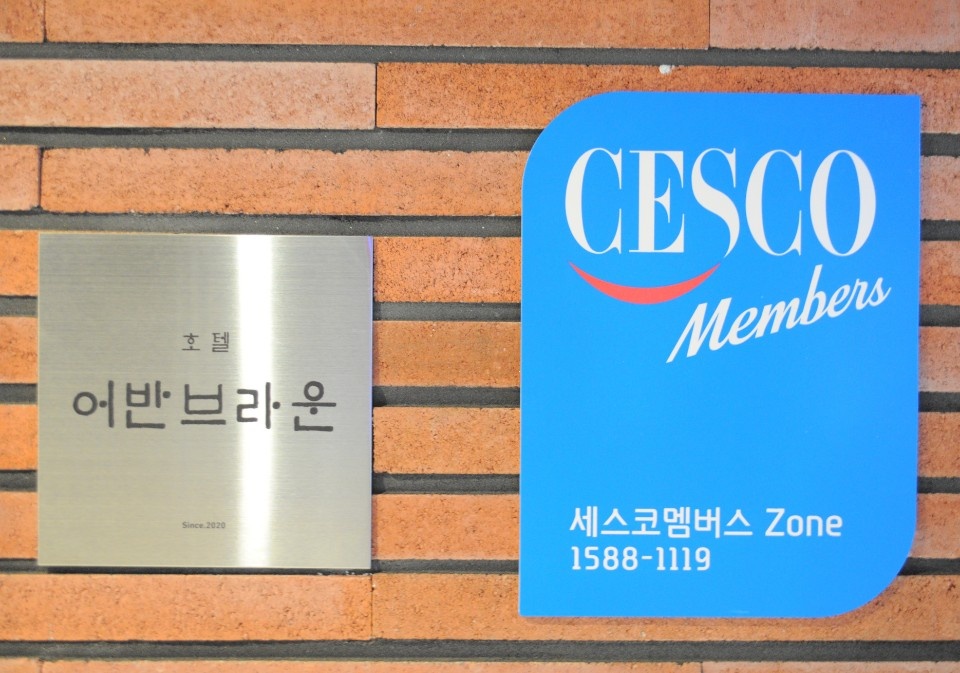 호텔
어반브라운
Since.2020
CESCO
Members
세스코멤버스 Zone
1588-1119